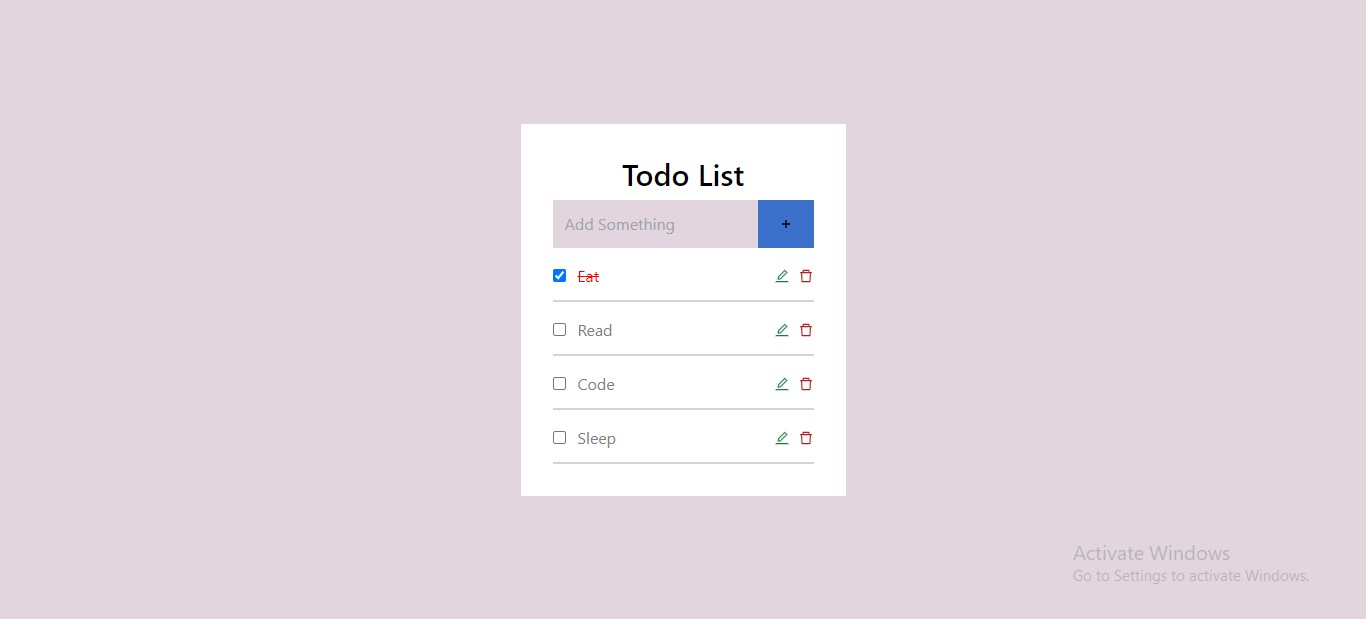 Todo List
Add Something
+
Eat
Read
Code
Sleep
Activate Windows
Go to Settings to activate Windows.